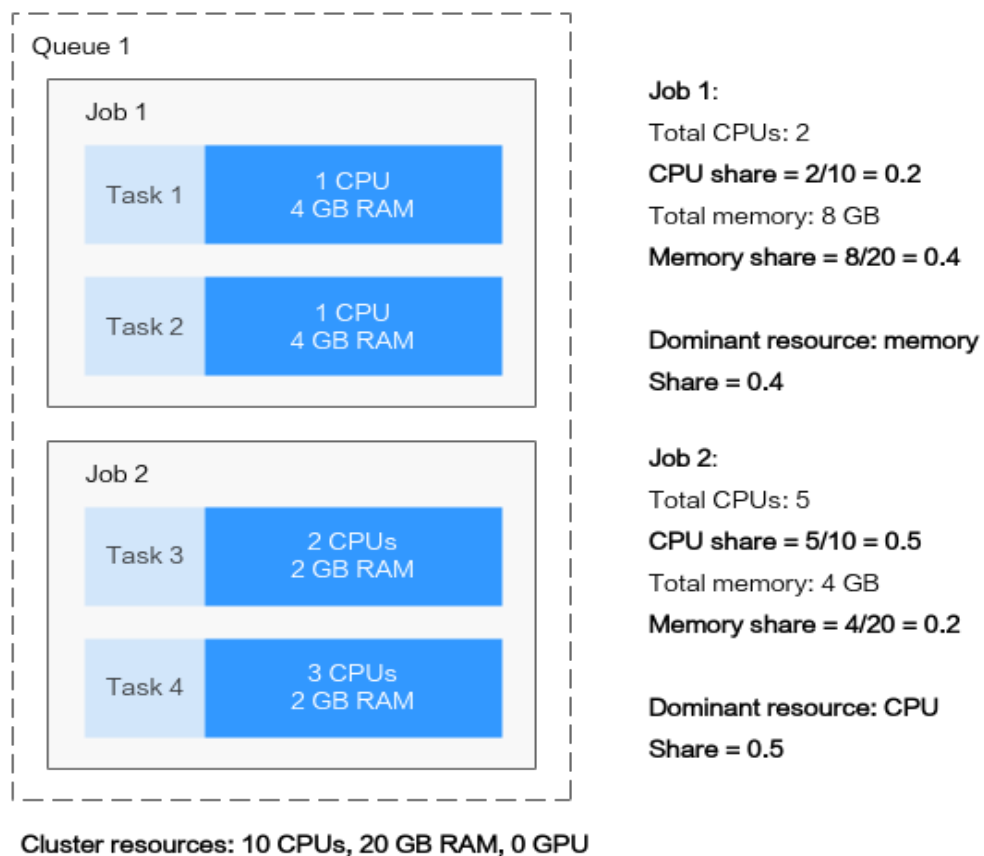 Queue 1
Job 1
Task 1
1 CPU
4 GB RAM
Task 2
1 CPU
4 GB RAM
Job 2
Task 3
2 CPUs
2 GB RAM
Task 4
3 CPUs
2 GB RAM
Job 1:
Total CPUs: 2
CPU share = 2/10 = 0.2
Total memory: 8 GB
Memory share = 8/20 = 0.4
Dominant resource: memory
Share = 0.4
Job 2:
Total CPUs: 5
CPU share = 5/10 = 0.5
Total memory: 4 GB
Memory share = 4/20 = 0.2
Dominant resource: CPU
Share = 0.5
Cluster resources: 10 CPUs, 20 GB RAM, 0 GPU